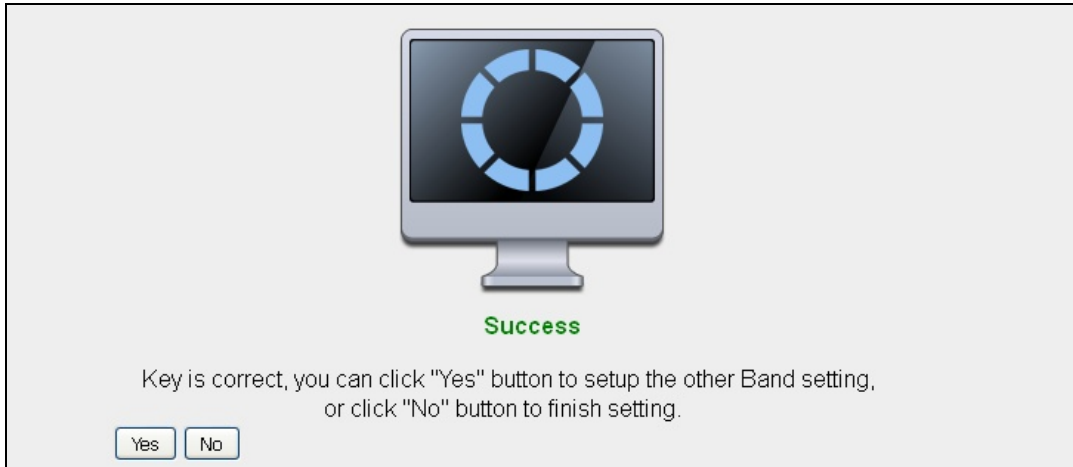 Success
Key is correct, you can click "Yes" button to setup the other Band setting,
or click "No" button to finish setting.
Yes No